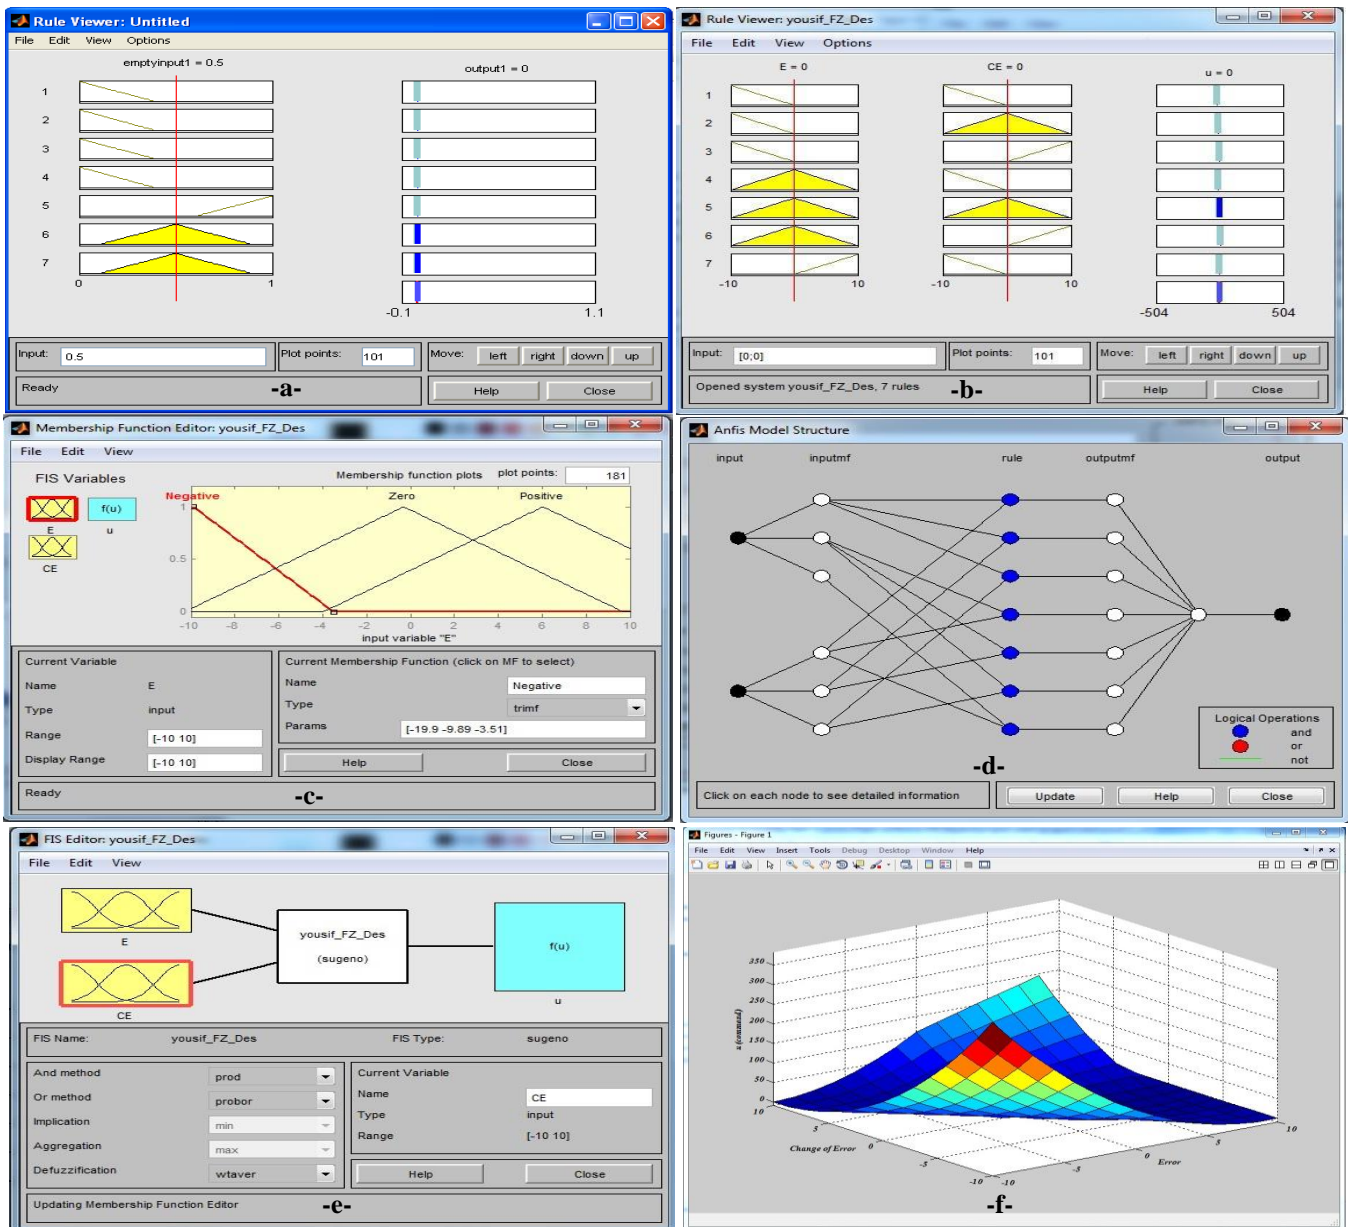 Rule Viewer: Untitled
File Edit View Options
emptyinput1 = 0.5
output1 = 0
1
2
3
4
5
6
7
0 1
-0.1 1.1
Input: 0.5
Plot points: 101
Move: left right down up
Ready
Help Close
-a-
Rule Viewer: yousif_FZ_Des
File Edit View Options
E = 0
CE = 0
u = 0
1
2
3
4
5
6
7
-10 10
-10 10
-504 504
Input: [0;0]
Plot points: 101
Move: left right down up
Opened system yousif_FZ_Des, 7 rules
Help Close
-b-
Membership Function Editor: yousif_FZ_Des
File Edit View
FIS Variables
E
u
f(u)
CE
Membership function plots plot points: 181
Negative Zero Positive
1
0.5
0
-10 -8 -6 -4 -2 0 2 4 6 8 10
input variable "E"
Current Variable
Name E
Type input
Range [-10 10]
Display Range [-10 10]
Current Membership Function (click on MF to select)
Name Negative
Type trimf
Params [-19.9 -9.89 -3.51]
Help Close
Ready
-c-
Anfis Model Structure
input inputmf rule outputmf output
Logical Operations
and
or
not
-d-
Click on each node to see detailed information
Update Help Close
FIS Editor: yousif_FZ_Des
File Edit View
E
CE
yousif_FZ_Des
(sugeno)
f(u)
u
FIS Name: yousif_FZ_Des FIS Type: sugeno
And method prod
Or method probor
Implication min
Aggregation max
Defuzzification wtaver
Current Variable
Name CE
Type input
Range [-10 10]
Help Close
Updating Membership Function Editor
-e-
Figures - Figure 1
File Edit View Insert Tools Debug Desktop Window Help
350
300
250
200
150
100
50
0
u (command)
10 5 0 -5 -10
Change of Error
-10 -5 0 5 10
Error
-f-